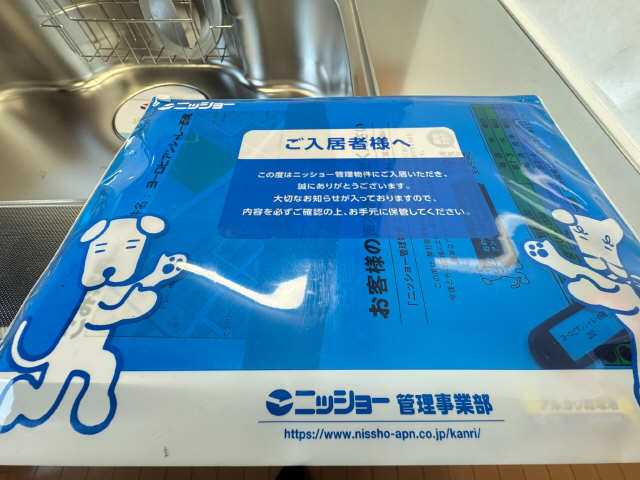 ニッショー
ご入居者様へ
この度はニッショー管理物件にご入居いただき、
誠にありがとうございます。
大切なお知らせが入っておりますので、
内容を必ずご確認の上、お手元に保管してください。
お客様の
ニッショー 管理事業部
https://www.nissho-apn.co.jp/kanri/